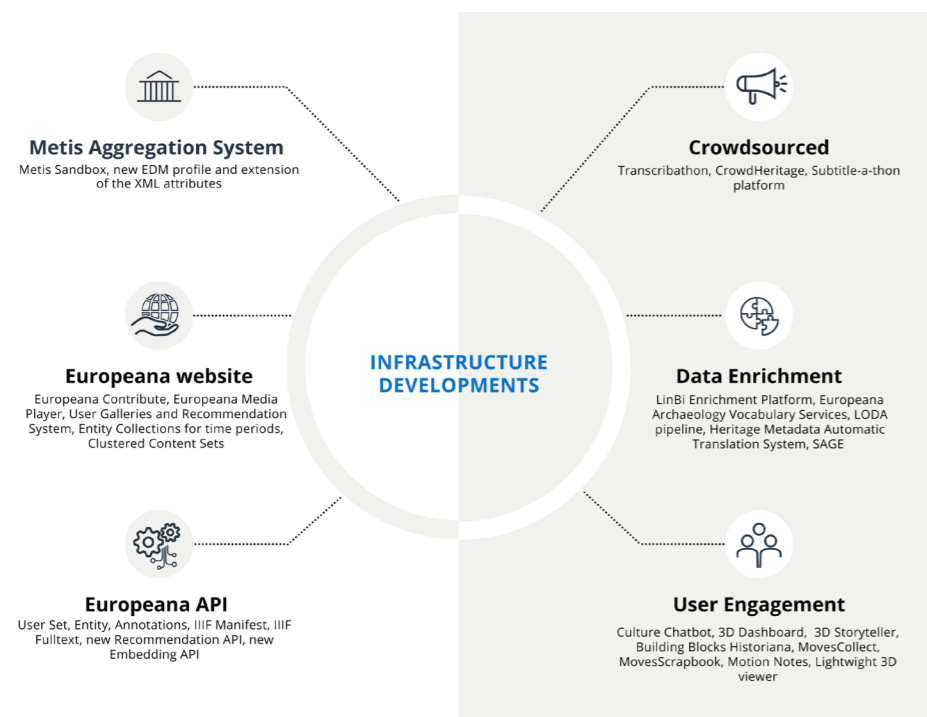 Metis Aggregation System
Metis Sandbox, new EDM profile and extension
of the XML attributes
Europeana website
Europeana Contribute, Europeana Media
Player, User Galleries and Recommendation
System, Entity Collections for time periods,
Clustered Content Sets
Europeana API
User Set, Entity, Annotations, IIIF Manifest, IIIF
Fulltext, new Recommendation API, new
Embedding API
INFRASTRUCTURE
DEVELOPMENTS
Crowdsourced
Transcribathon, CrowdHeritage, Subtitle-a-thon
platform
Data Enrichment
LinBi Enrichment Platform, Europeana
Archaeology Vocabulary Services, LODA
pipeline, Heritage Metadata Automatic
Translation System, SAGE
User Engagement
Culture Chatbot, 3D Dashboard,  3D Storyteller,
Building Blocks Historiana, MovesCollect,
MovesScrapbook, Motion Notes, Lightwight 3D
viewer